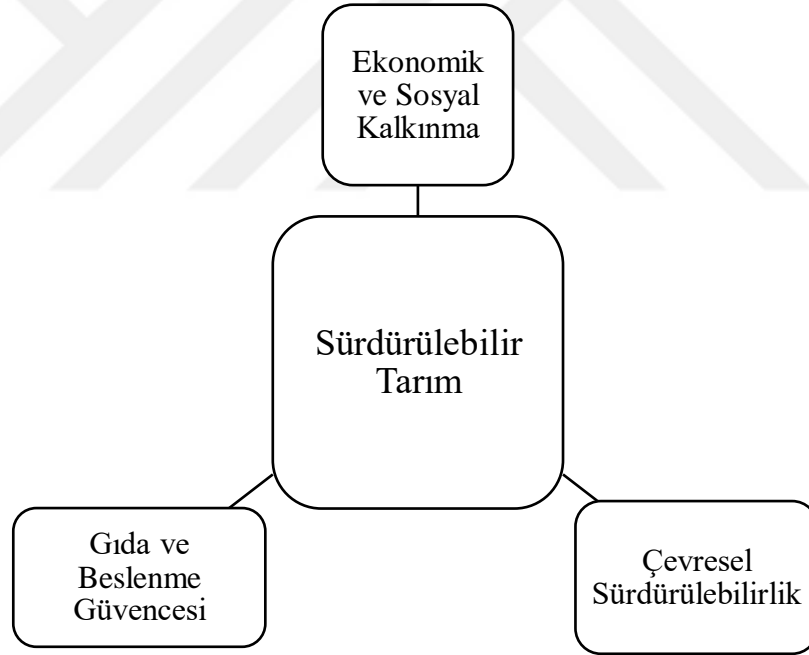 Ekonomik
ve Sosyal
Kalkınma
Sürdürülebilir
Tarım
Gıda ve
Beslenme
Güvencesi
Çevresel
Sürdürülebilirlik